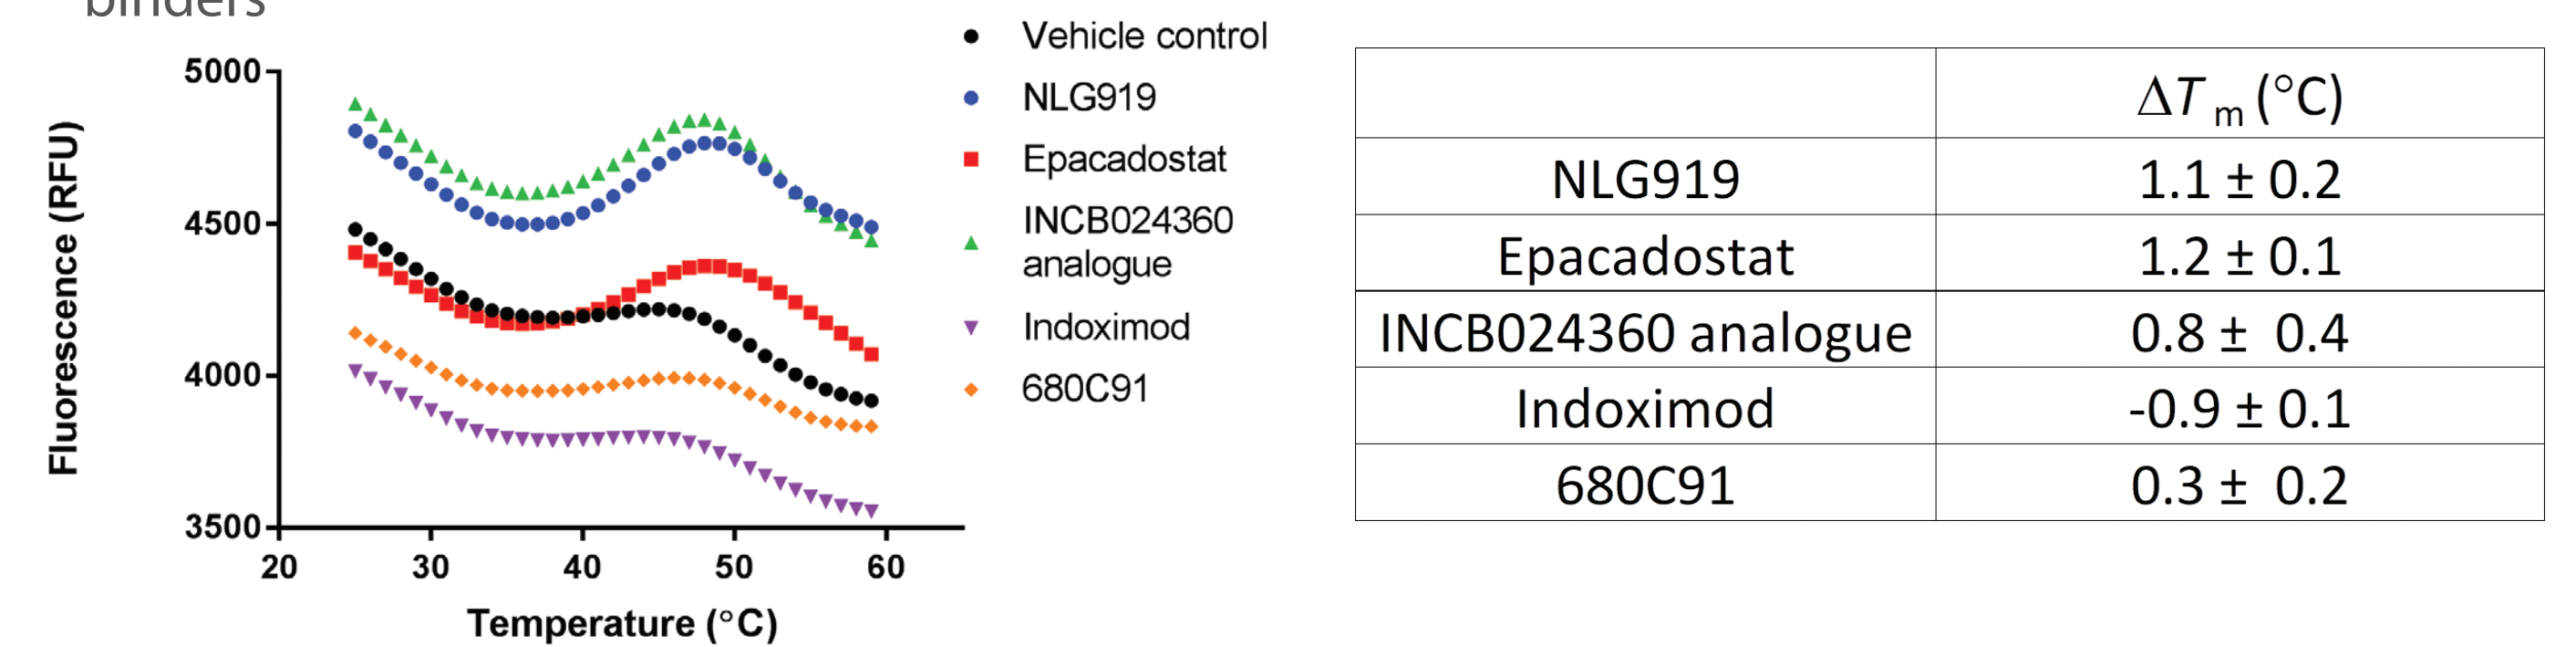 binders
Fluorescence (RFU)
5000
4500
4000
3500
20 30 40 50 60
Temperature (°C)
Vehicle control
NLG919
Epacadostat
INCB024360
analogue
Indoximod
680C91
ΔT m (°C)
NLG919 1.1 ± 0.2
Epacadostat 1.2 ± 0.1
INCB024360 analogue 0.8 ± 0.4
Indoximod -0.9 ± 0.1
680C91 0.3 ± 0.2